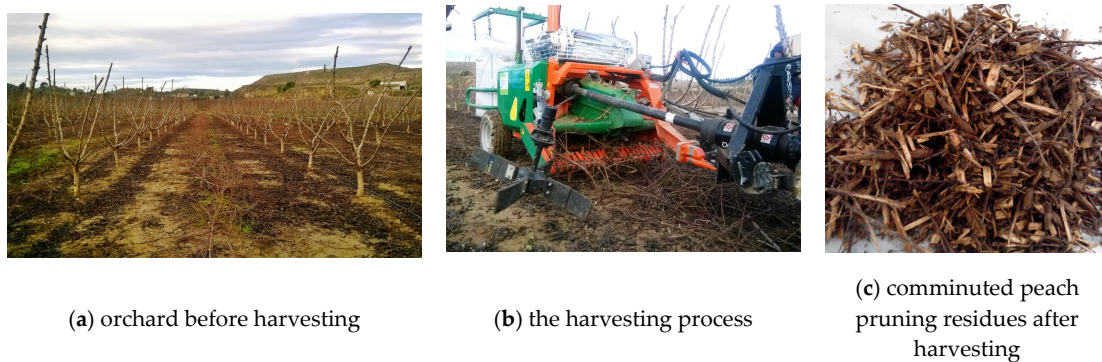 (a) orchard before harvesting
(b) the harvesting process
(c) comminuted peach
pruning residues after
harvesting